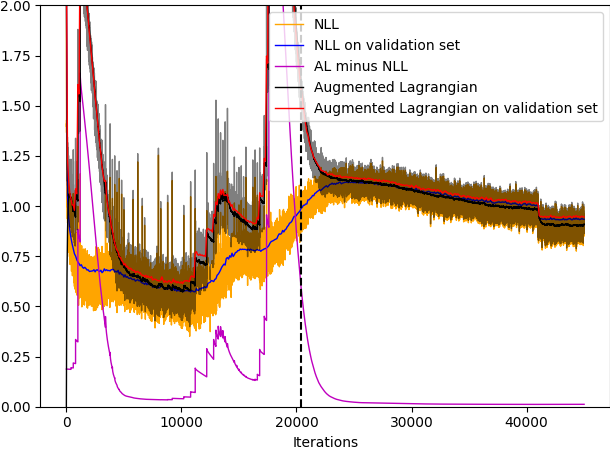 2.00
1.75
1.50
1.25
1.00
0.75
0.50
0.25
0.00
NLL
NLL on validation set
AL minus NLL
Augmented Lagrangian
Augmented Lagrangian on validation set
0 10000 20000 30000 40000
Iterations